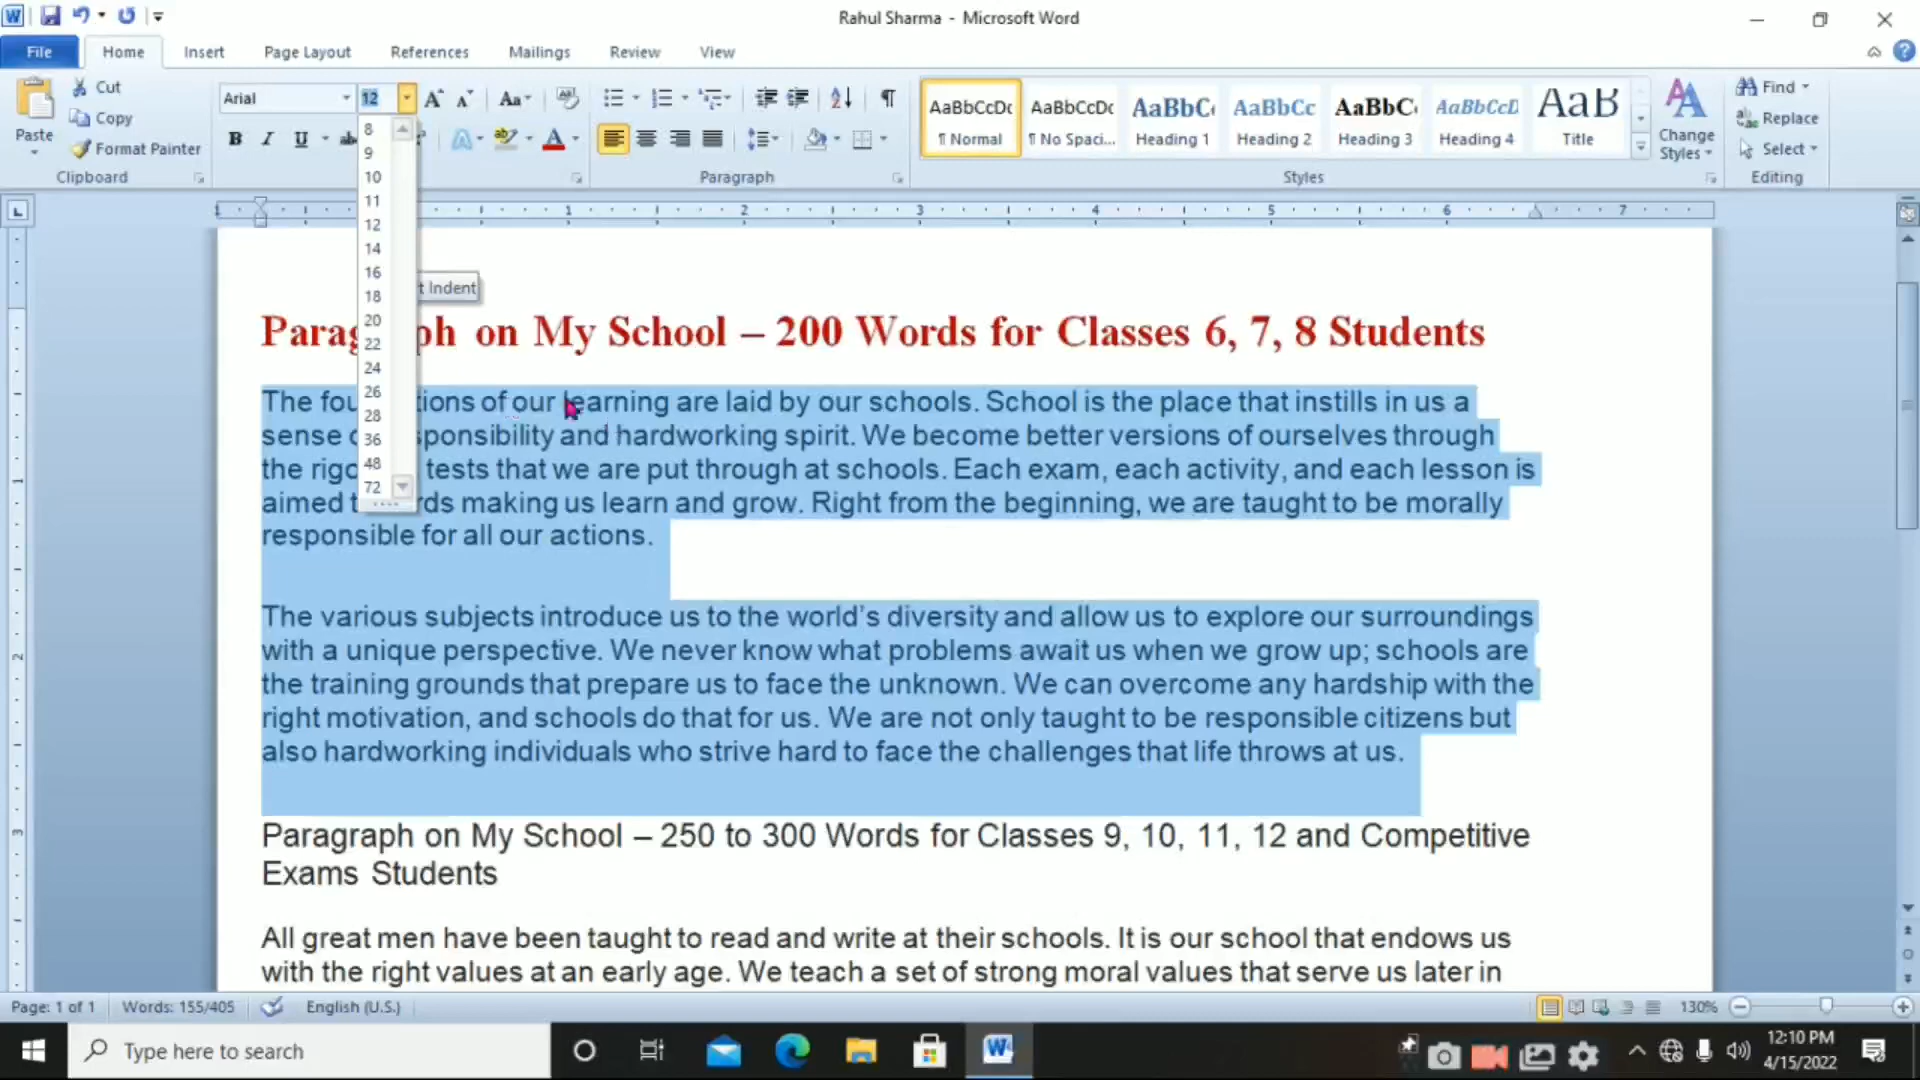 Rahul Sharma - Microsoft Word
File Home Insert Page Layout References Mailings Review View
Paste
Cut
Copy
Format Painter
Clipboard
Arial 12
Aa
B I U
A
Paragraph
AaBbCcDc AaBbCcDc AaBbC AaBbCc AaBbC AaBbCcD AaB
¶ Normal ¶ No Spaci... Heading 1 Heading 2 Heading 3 Heading 4 Title
Change Styles
Styles
Find
Replace
Select
Editing
8
9
10
11
12
14
16
18
20
22
24
26
28
36
48
72
t Indent
1 1 2 3 4 5 6 7
1
2
3
Parag ph on My School – 200 Words for Classes 6, 7, 8 Students
The fou tions of our learning are laid by our schools. School is the place that instills in us a
sense sponsibility and hardworking spirit. We become better versions of ourselves through
the rigo tests that we are put through at schools. Each exam, each activity, and each lesson is
aimed t rds making us learn and grow. Right from the beginning, we are taught to be morally
responsible for all our actions.
The various subjects introduce us to the world’s diversity and allow us to explore our surroundings
with a unique perspective. We never know what problems await us when we grow up; schools are
the training grounds that prepare us to face the unknown. We can overcome any hardship with the
right motivation, and schools do that for us. We are not only taught to be responsible citizens but
also hardworking individuals who strive hard to face the challenges that life throws at us.
Paragraph on My School – 250 to 300 Words for Classes 9, 10, 11, 12 and Competitive
Exams Students
All great men have been taught to read and write at their schools. It is our school that endows us
with the right values at an early age. We teach a set of strong moral values that serve us later in
Page: 1 of 1 Words: 155/405 English (U.S.) 130%
Type here to search
12:10 PM
4/15/2022